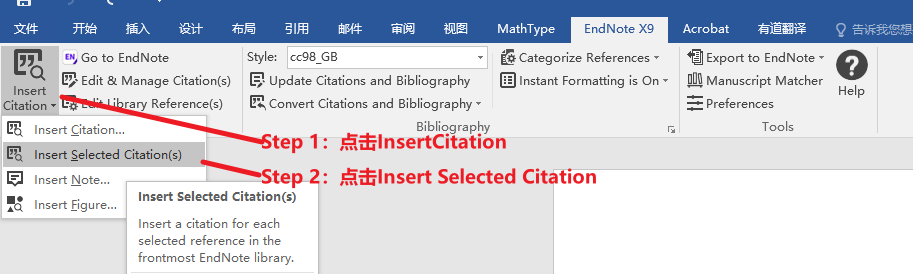 文件 开始 插入 设计 布局 引用 邮件 审阅 视图 MathType EndNote X9 Acrobat 有道翻译 告诉我您想
Insert Citation
Go to EndNote
Edit & Manage Citation(s)
Edit Library Reference(s)
Style: cc98_GB
Update Citations and Bibliography
Convert Citations and Bibliography
Categorize References
Instant Formatting is On
Bibliography
Export to EndNote
Manuscript Matcher
Preferences
Tools
Help
Insert Citation...
Insert Selected Citation(s)
Insert Note...
Insert Figure...
Step 1：点击InsertCitation
Step 2：点击Insert Selected Citation
Insert Selected Citation(s)
Insert a citation for each
selected reference in the
frontmost EndNote library.